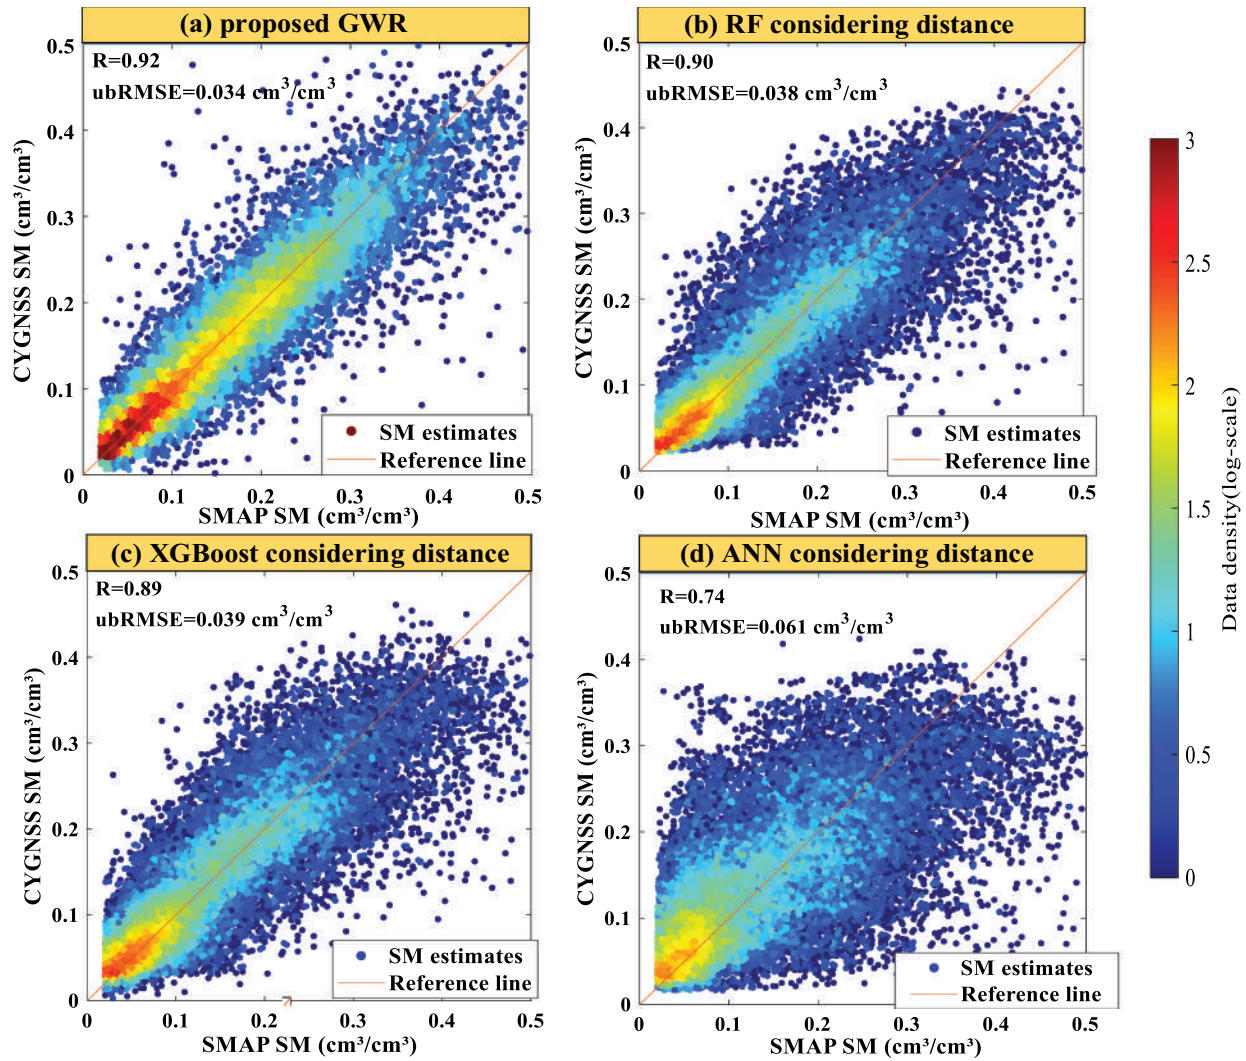 (a) proposed GWR
R=0.92
ubRMSE=0.034 cm³/cm³
0.5
0.4
0.3
0.2
0.1
0
CYGNSS SM (cm³/cm³)
SM estimates
Reference line
0 0.1 0.2 0.3 0.4 0.5
SMAP SM (cm³/cm³)
(b) RF considering distance
R=0.90
ubRMSE=0.038 cm³/cm³
0.5
0.4
0.3
0.2
0.1
0
CYGNSS SM (cm³/cm³)
SM estimates
Reference line
0 0.1 0.2 0.3 0.4 0.5
SMAP SM (cm³/cm³)
(c) XGBoost considering distance
R=0.89
ubRMSE=0.039 cm³/cm³
0.5
0.4
0.3
0.2
0.1
0
CYGNSS SM (cm³/cm³)
SM estimates
Reference line
0 0.1 0.2 0.3 0.4 0.5
SMAP SM (cm³/cm³)
(d) ANN considering distance
R=0.74
ubRMSE=0.061 cm³/cm³
0.5
0.4
0.3
0.2
0.1
0
CYGNSS SM (cm³/cm³)
SM estimates
Reference line
0 0.1 0.2 0.3 0.4 0.5
SMAP SM (cm³/cm³)
3
2.5
2
1.5
1
0.5
0
Data density(log-scale)